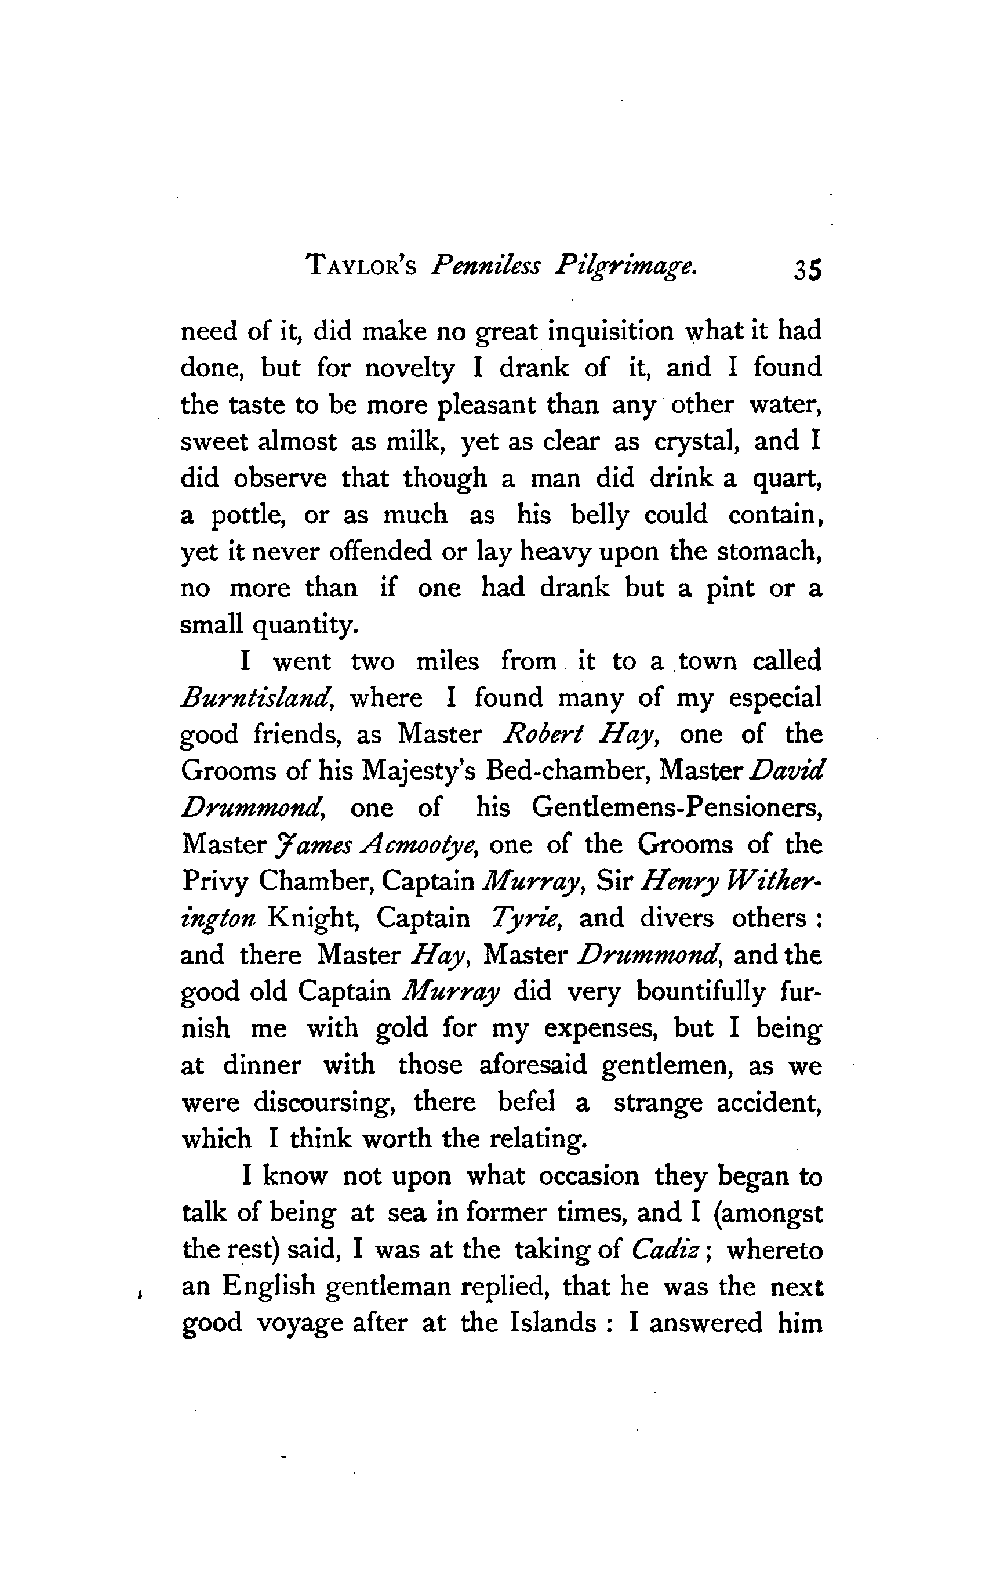 TAYLOR'S Penniless Pilgrimage. 35
need of it, did make no great inquisition what it had
done, but for novelty I drank of it, and I found
the taste to be more pleasant than any other water,
sweet almost as milk, yet as clear as crystal, and I
did observe that though a man did drink a quart,
a pottle, or as much as his belly could contain,
yet it never offended or lay heavy upon the stomach,
no more than if one had drank but a pint or a
small quantity.
I went two miles from it to a town called
Burntisland, where I found many of my especial
good friends, as Master Robert Hay, one of the
Grooms of his Majesty's Bed-chamber, Master David
Drummond, one of his Gentlemens-Pensioners,
Master James Acmootye, one of the Grooms of the
Privy Chamber, Captain Murray, Sir Henry Wither-
ington Knight, Captain Tyrie, and divers others :
and there Master Hay, Master Drummond, and the
good old Captain Murray did very bountifully fur-
nish me with gold for my expenses, but I being
at dinner with those aforesaid gentlemen, as we
were discoursing, there befel a strange accident,
which I think worth the relating.
I know not upon what occasion they began to
talk of being at sea in former times, and I (amongst
the rest) said, I was at the taking of Cadiz ; whereto
an English gentleman replied, that he was the next
good voyage after at the Islands : I answered him